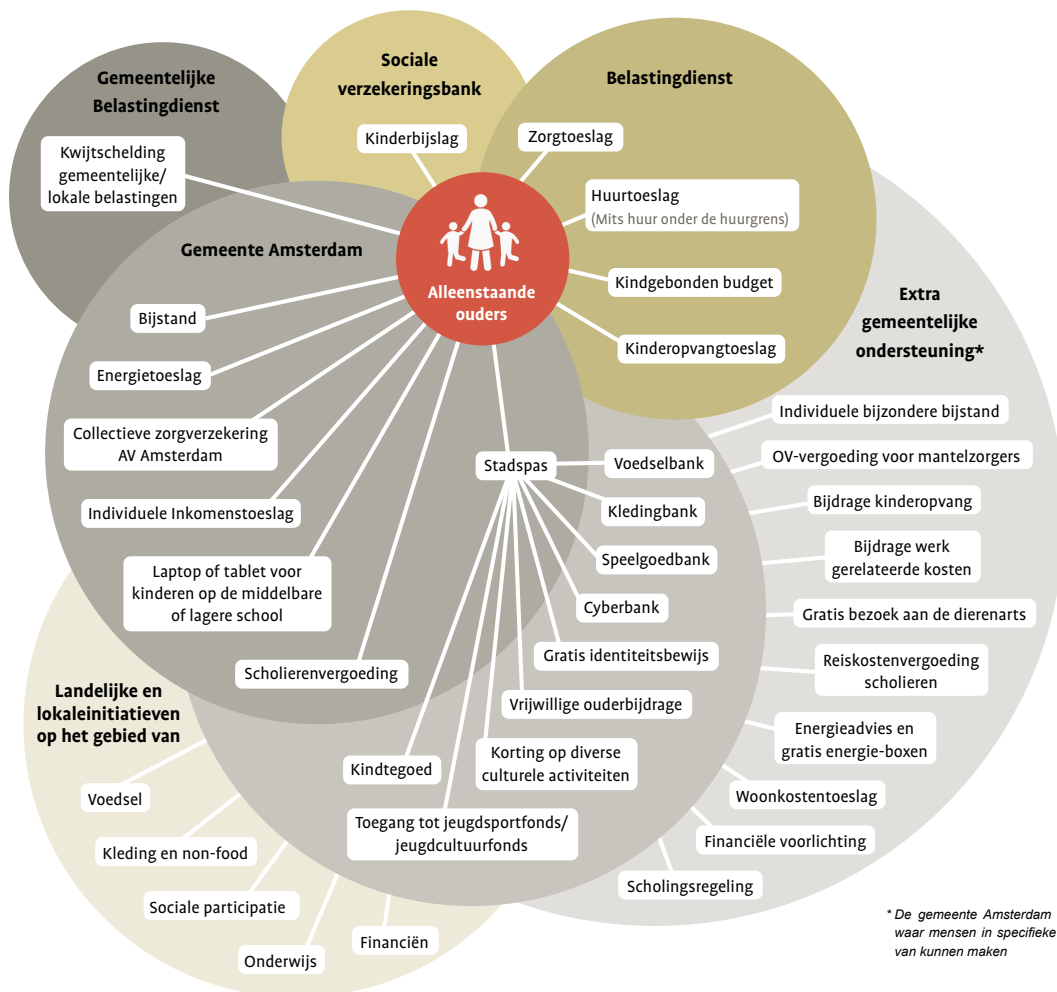 Gemeentelijke
Belastingdienst
Kwijtschelding
gemeentelijke/
lokale belastingen
Sociale
verzekeringsbank
Kinderbijslag
Belastingdienst
Zorgtoeslag
Huurtoeslag
(Mits huur onder de huurgrens)
Kindgebonden budget
Kinderopvangtoeslag
Alleenstaande
ouders
Gemeente Amsterdam
Bijstand
Energietoeslag
Collectieve zorgverzekering
AV Amsterdam
Individuele Inkomenstoeslag
Laptop of tablet voor
kinderen op de middelbare
of lagere school
Scholierenvergoeding
Stadspas
Voedselbank
Kledingbank
Speelgoedbank
Cyberbank
Gratis identiteitsbewijs
Vrijwillige ouderbijdrage
Korting op diverse
culturele activiteiten
Kindtegoed
Toegang tot jeugdsportfonds/
jeugdcultuurfonds
Extra
gemeentelijke
ondersteuning*
Individuele bijzondere bijstand
OV-vergoeding voor mantelzorgers
Bijdrage kinderopvang
Bijdrage werk
gerelateerde kosten
Gratis bezoek aan de dierenarts
Reiskostenvergoeding
scholieren
Energieadvies en
gratis energie-boxen
Woonkostentoeslag
Financiële voorlichting
Scholingsregeling
Landelijke en
lokaleinitiatieven
op het gebied van
Voedsel
Kleding en non-food
Sociale participatie
Onderwijs
Financiën
* De gemeente Amsterdam
waar mensen in specifieke
van kunnen maken